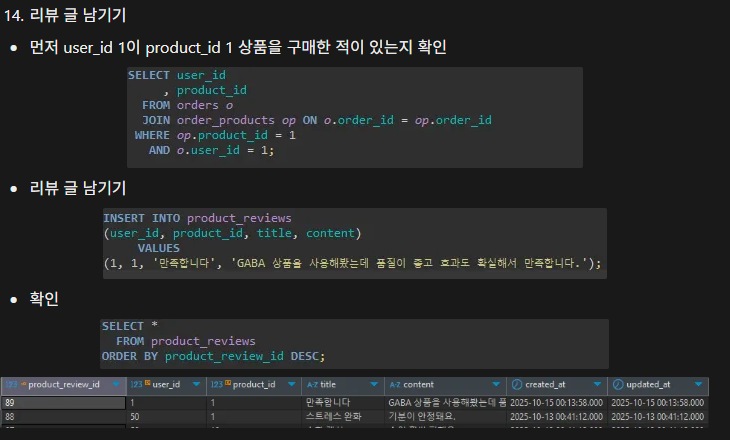 14. 리뷰 글 남기기
● 먼저 user_id 1이 product_id 1 상품을 구매한 적이 있는지 확인
SELECT user_id
, product_id
FROM orders o
JOIN order_products op ON o.order_id = op.order_id
WHERE op.product_id = 1
AND o.user_id = 1;
● 리뷰 글 남기기
INSERT INTO product_reviews
(user_id, product_id, title, content)
VALUES
(1, 1, '만족합니다', 'GABA 상품을 사용해봤는데 품질이 좋고 효과도 확실해서 만족합니다.');
● 확인
SELECT *
FROM product_reviews
ORDER BY product_review_id DESC;
123 product_review_id 123 user_id 123 product_id A-Z title A-Z content created_at updated_at
89 1 1 만족합니다 GABA 상품을 사용해봤는데 품 2025-10-15 00:13:58.000 2025-10-15 00:13:58.000
88 50 1 스트레스 완화 기분이 안정돼요. 2025-10-13 00:41:12.000 2025-10-13 00:41:12.000